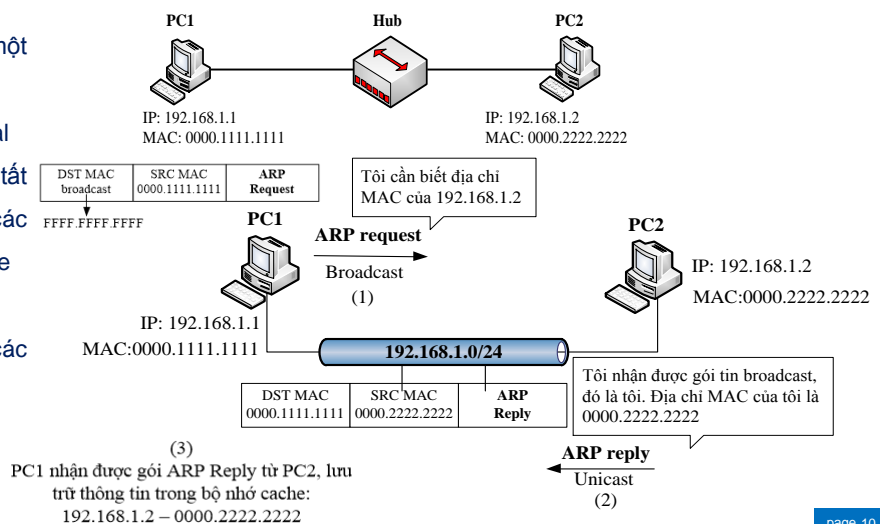 PC1
Hub
PC2
một
IP: 192.168.1.1
MAC: 0000.1111.1111
IP: 192.168.1.2
MAC: 0000.2222.2222
tất
các
các
DST MAC
broadcast
SRC MAC
0000.1111.1111
ARP
Request
FFFF.FFFF.FFFF
Tôi cần biết địa chỉ
MAC của 192.168.1.2
PC1
ARP request
Broadcast
(1)
PC2
IP: 192.168.1.2
MAC:0000.2222.2222
IP: 192.168.1.1
MAC:0000.1111.1111
192.168.1.0/24
DST MAC
0000.1111.1111
SRC MAC
0000.2222.2222
ARP
Reply
Tôi nhận được gói tin broadcast,
đó là tôi. Địa chỉ MAC của tôi là
0000.2222.2222
ARP reply
Unicast
(2)
(3)
PC1 nhận được gói ARP Reply từ PC2, lưu
trữ thông tin trong bộ nhớ cache:
192.168.1.2 – 0000.2222.2222
page 10